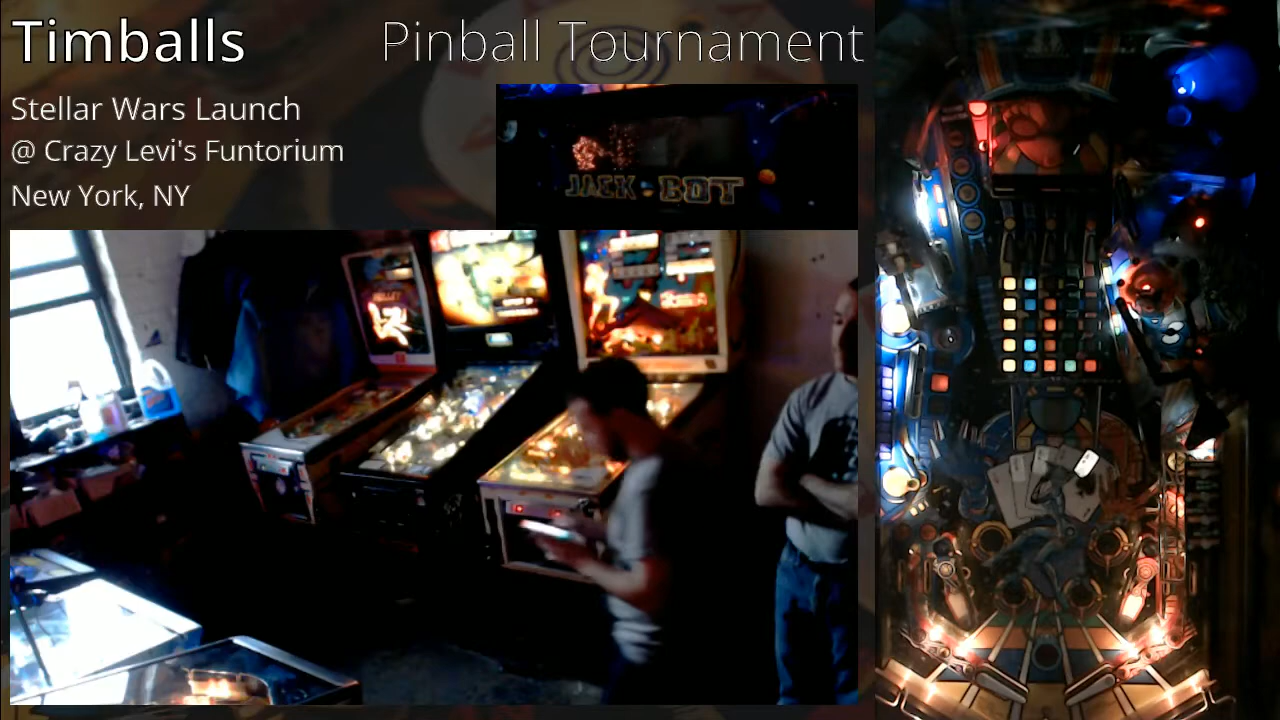 Timballs
Pinball Tournament
Stellar Wars Launch
@ Crazy Levi's Funtorium
New York, NY
JACK BOT